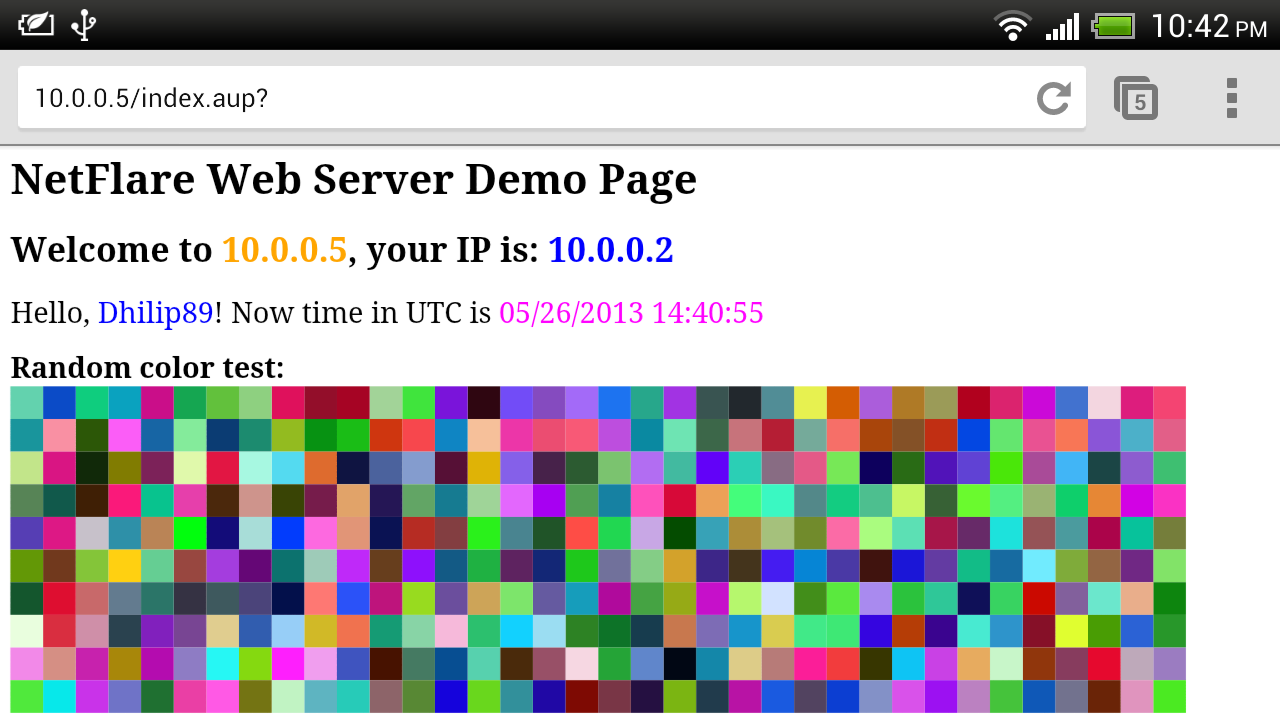 10:42 PM
10.0.0.5/index.aup?
5
NetFlare Web Server Demo Page
Welcome to 10.0.0.5, your IP is: 10.0.0.2
Hello, Dhilip89! Now time in UTC is 05/26/2013 14:40:55
Random color test: